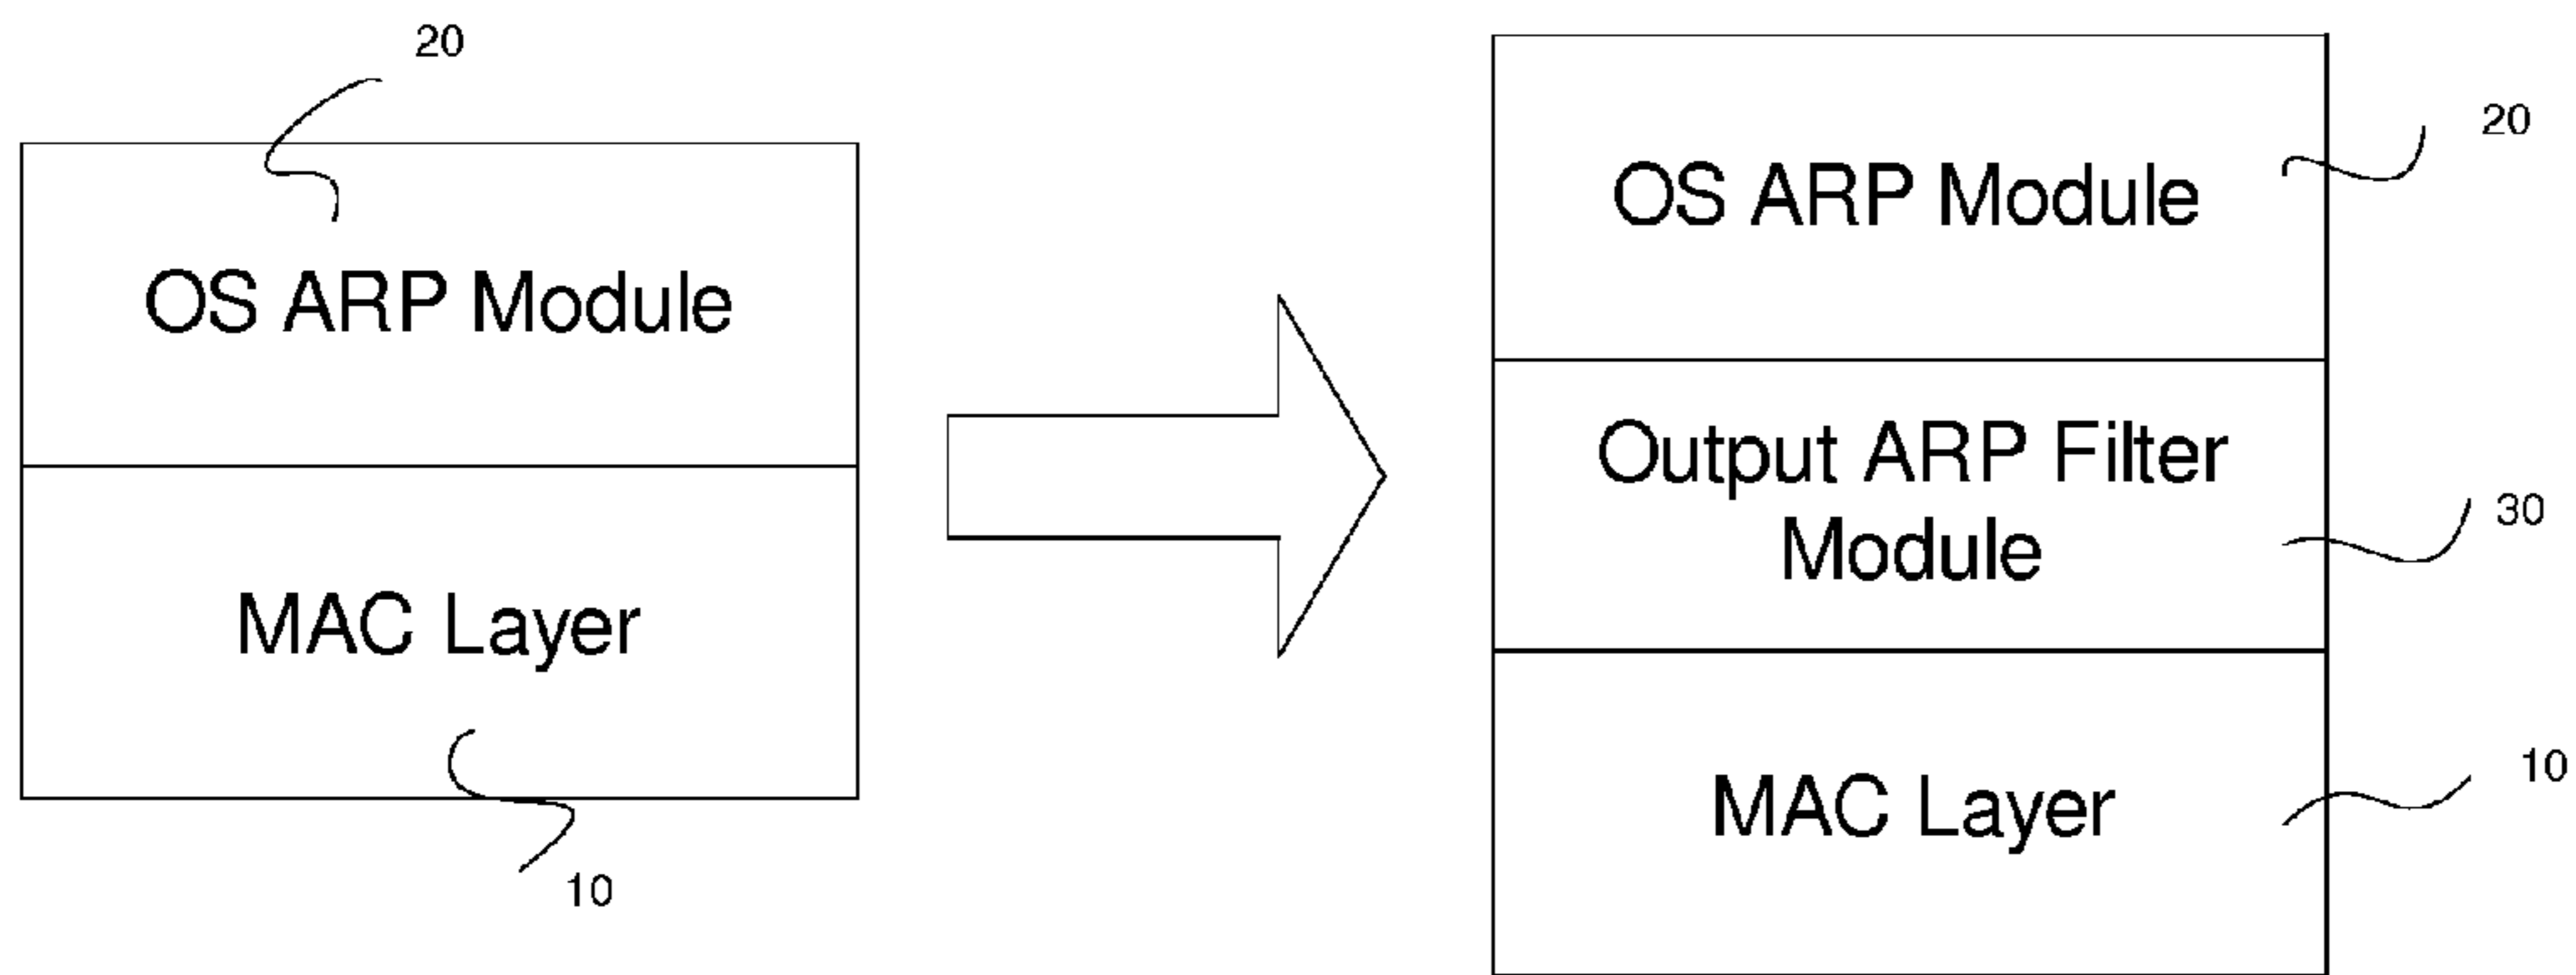 20
OS ARP Module
MAC Layer
10
OS ARP Module
20
Output ARP Filter
Module
30
MAC Layer
10